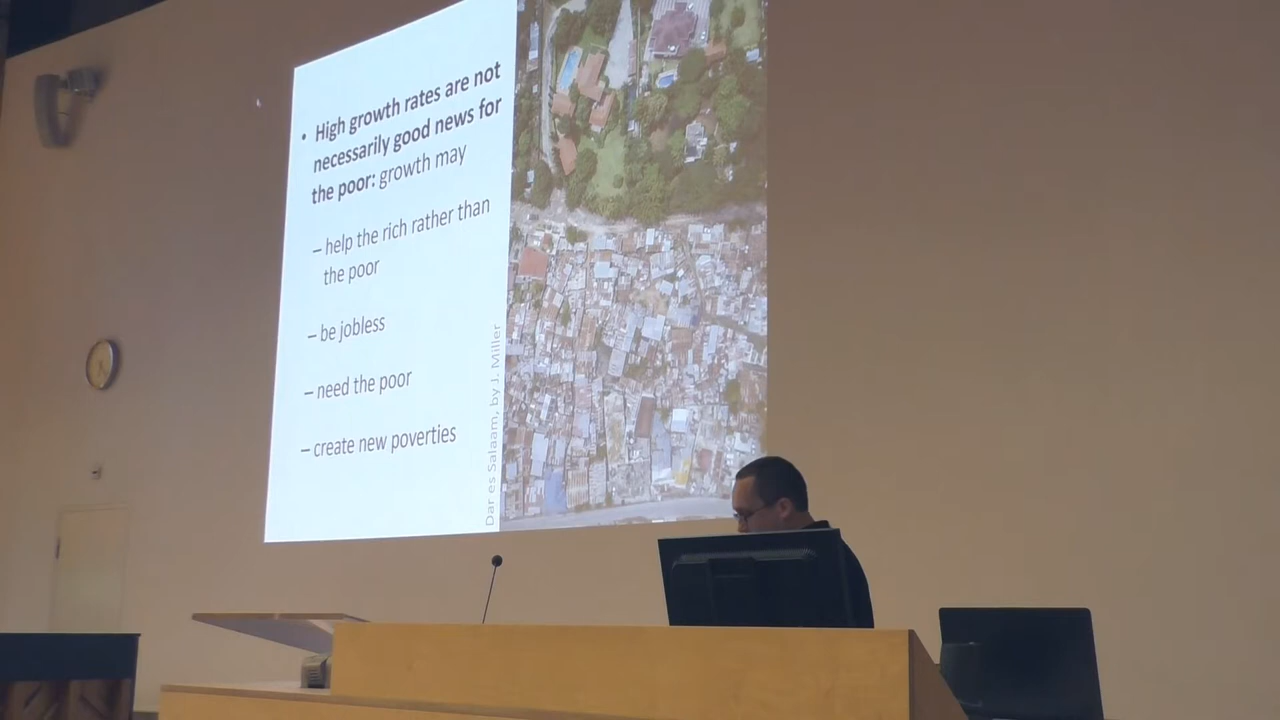 • High growth rates are not
necessarily good news for
the poor: growth may
– help the rich rather than
the poor
– be jobless
– need the poor
– create new poverties
Dar es Salaam, by J. Miller